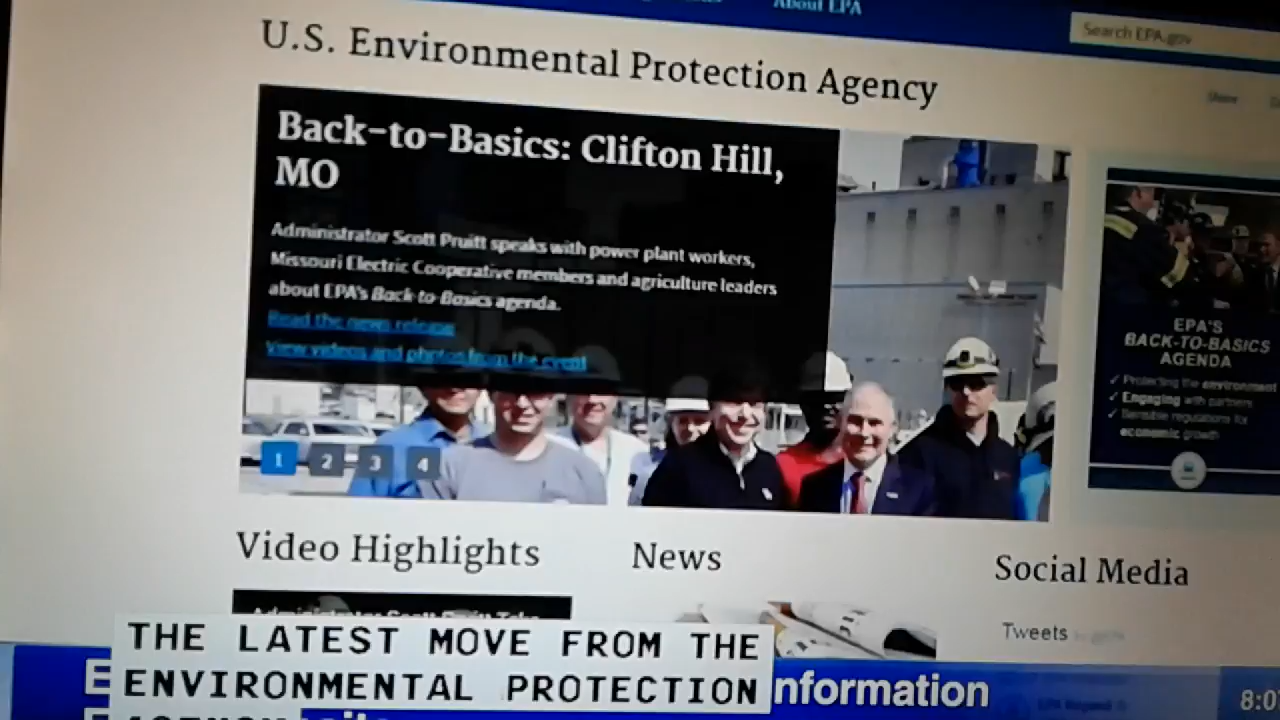 About EPA
Search EPA.gov
U.S. Environmental Protection Agency
Share
Back-to-Basics: Clifton Hill,
MO
Administrator Scott Pruitt speaks with power plant workers,
Missouri Electric Cooperative members and agriculture leaders
about EPA's Back-to-Basics agenda.
Read the news release
View videos and photos from the event
1 2 3 4
EPA'S
BACK-TO-BASICS
AGENDA
✓ Protecting the environment
✓ Engaging with partners
✓ Sensible regulations for
economic growth
Video Highlights
News
Social Media
Administrator Scott Pruitt
Tweets
THE LATEST MOVE FROM THE
ENVIRONMENTAL PROTECTION
nformation